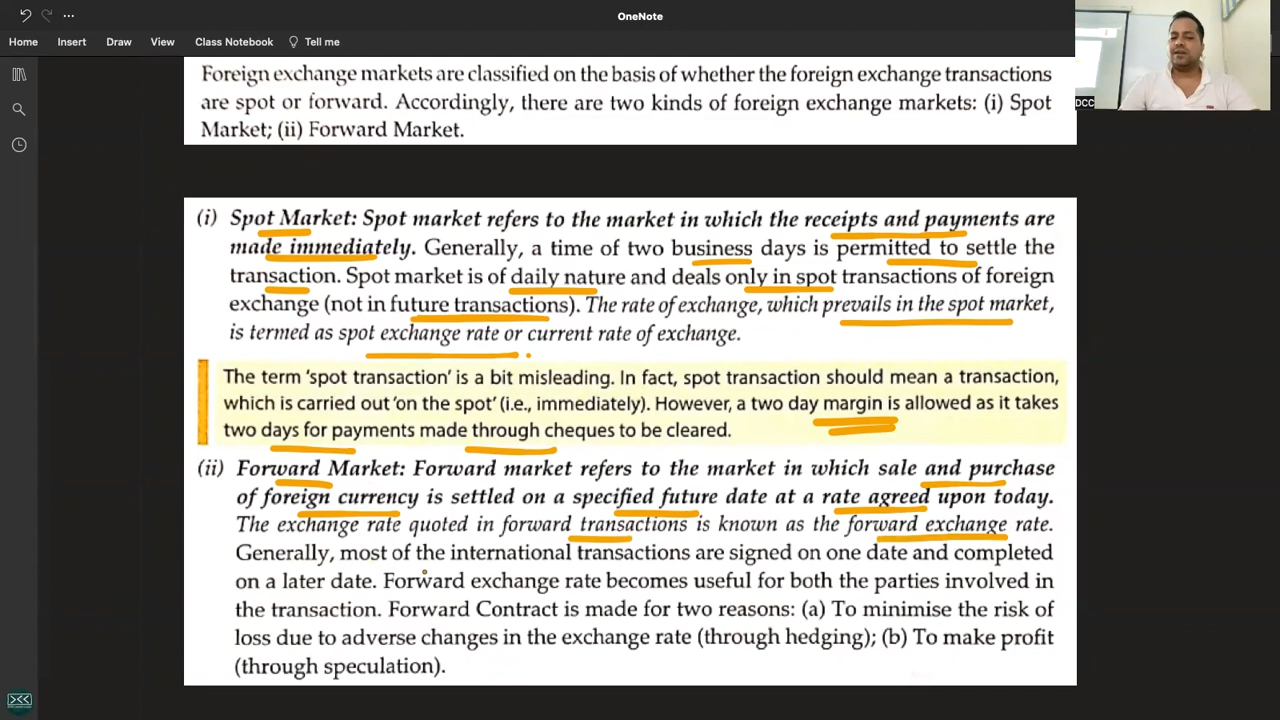 OneNote
Home Insert Draw View Class Notebook Tell me
DCC
Foreign exchange markets are classified on the basis of whether the foreign exchange transactions
are spot or forward. Accordingly, there are two kinds of foreign exchange markets: (i) Spot
Market; (ii) Forward Market.
(i) Spot Market: Spot market refers to the market in which the receipts and payments are
made immediately. Generally, a time of two business days is permitted to settle the
transaction. Spot market is of daily nature and deals only in spot transactions of foreign
exchange (not in future transactions). The rate of exchange, which prevails in the spot market,
is termed as spot exchange rate or current rate of exchange.
The term 'spot transaction' is a bit misleading. In fact, spot transaction should mean a transaction,
which is carried out 'on the spot' (i.e., immediately). However, a two day margin is allowed as it takes
two days for payments made through cheques to be cleared.
(ii) Forward Market: Forward market refers to the market in which sale and purchase
of foreign currency is settled on a specified future date at a rate agreed upon today.
The exchange rate quoted in forward transactions is known as the forward exchange rate.
Generally, most of the international transactions are signed on one date and completed
on a later date. Forward exchange rate becomes useful for both the parties involved in
the transaction. Forward Contract is made for two reasons: (a) To minimise the risk of
loss due to adverse changes in the exchange rate (through hedging); (b) To make profit
(through speculation).